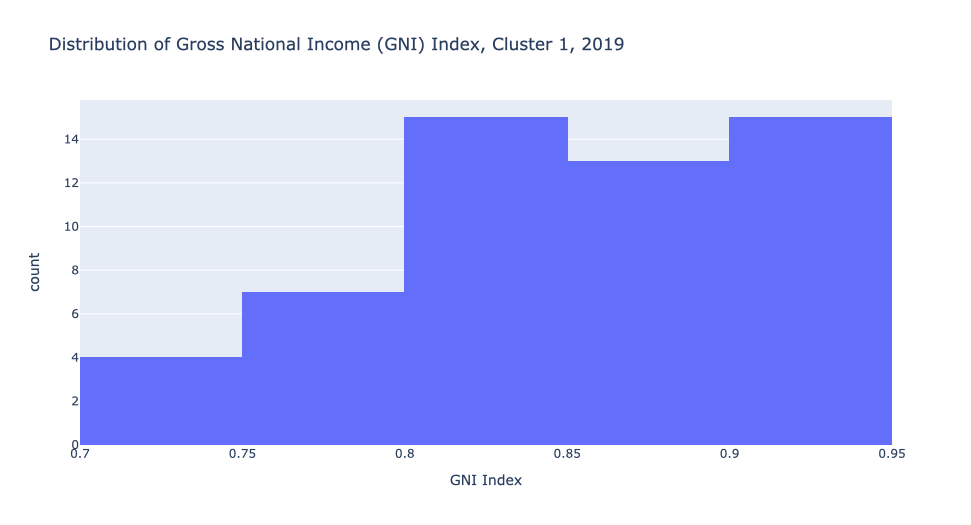 Distribution of Gross National Income (GNI) Index, Cluster 1, 2019
14
12
10
8
6
4
2
0
count
0.7 0.75 0.8 0.85 0.9 0.95
GNI Index